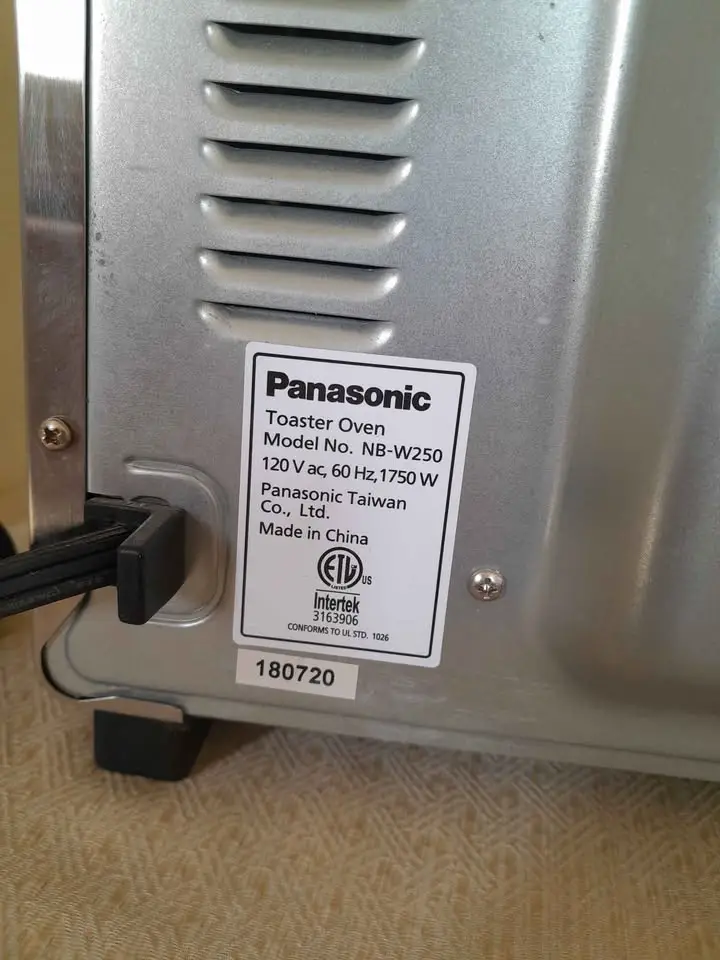 Panasonic
Toaster Oven
Model No. NB-W250
120 V ac, 60 Hz, 1750 W
Panasonic Taiwan
Co., Ltd.
Made in China
ETL US
LISTED
Intertek
3163906
CONFORMS TO UL STD. 1026
180720